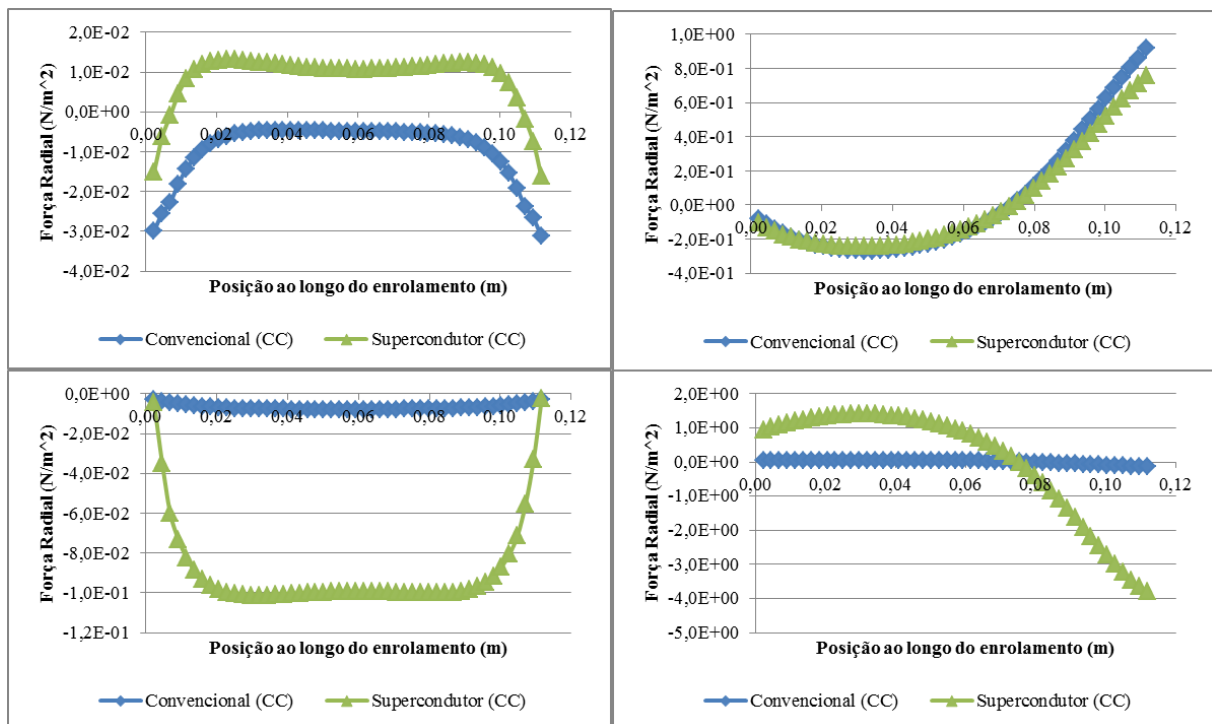 2,0E-02
1,0E-02
0,0E+00
-1,0E-02
-2,0E-02
-3,0E-02
-4,0E-02
0,00 0,02 0,04 0,06 0,08 0,10 0,12
Força Radial (N/m^2)
Posição ao longo do enrolamento (m)
Convencional (CC) Supercondutor (CC)
1,0E+00
8,0E-01
6,0E-01
4,0E-01
2,0E-01
0,0E+00
-2,0E-01
-4,0E-01
0,00 0,02 0,04 0,06 0,08 0,10 0,12
Força Radial (N/m^2)
Posição ao longo do enrolamento (m)
Convencional (CC) Supercondutor (CC)
0,0E+00
-2,0E-02
-4,0E-02
-6,0E-02
-8,0E-02
-1,0E-01
-1,2E-01
0,00 0,02 0,04 0,06 0,08 0,10 0,12
Força Radial (N/m^2)
Posição ao longo do enrolamento (m)
Convencional (CC) Supercondutor (CC)
2,0E+00
1,0E+00
0,0E+00
-1,0E+00
-2,0E+00
-3,0E+00
-4,0E+00
-5,0E+00
0,00 0,02 0,04 0,06 0,08 0,10 0,12
Força Radial (N/m^2)
Posição ao longo do enrolamento (m)
Convencional (CC) Supercondutor (CC)